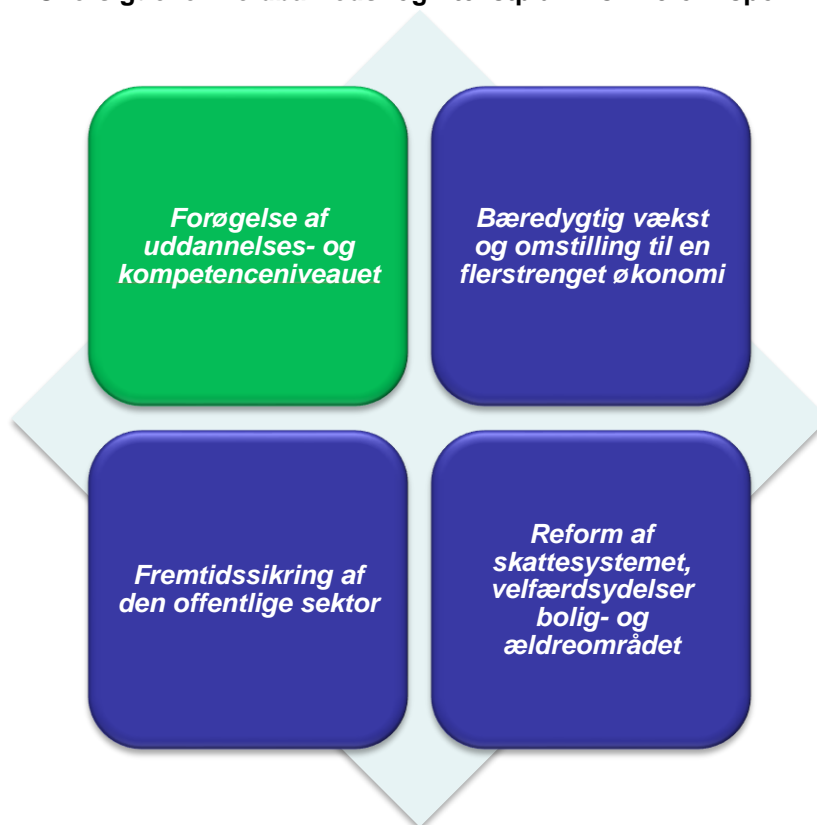 Forøgelse af
uddannelses- og
kompetenceniveauet
Bæredygtig vækst
og omstilling til en
flerstrenget økonomi
Fremtidssikring af
den offentlige sektor
Reform af
skattesystemet,
velfærdsydelser
bolig- og
ældreområdet